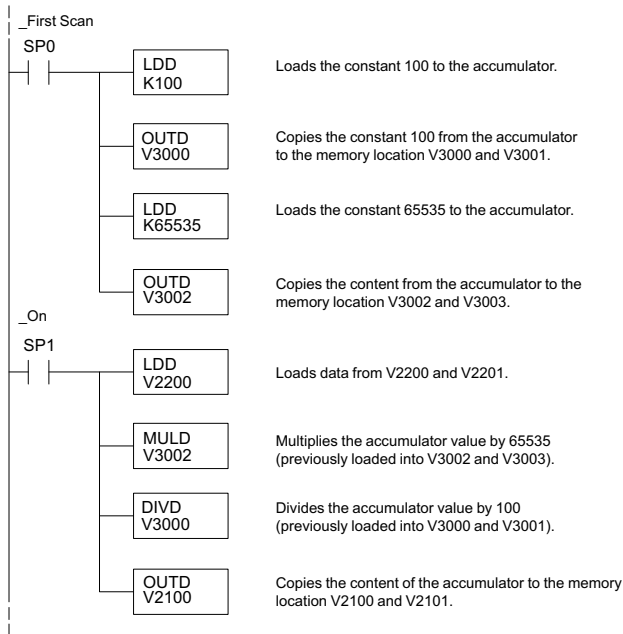 _First Scan
SP0
LDD
K100
Loads the constant 100 to the accumulator.
OUTD
V3000
Copies the constant 100 from the accumulator
to the memory location V3000 and V3001.
LDD
K65535
Loads the constant 65535 to the accumulator.
OUTD
V3002
Copies the content from the accumulator to the
memory location V3002 and V3003.
_On
SP1
LDD
V2200
Loads data from V2200 and V2201.
MULD
V3002
Multiplies the accumulator value by 65535
(previously loaded into V3002 and V3003).
DIVD
V3000
Divides the accumulator value by 100
(previously loaded into V3000 and V3001).
OUTD
V2100
Copies the content of the accumulator to the memory
location V2100 and V2101.